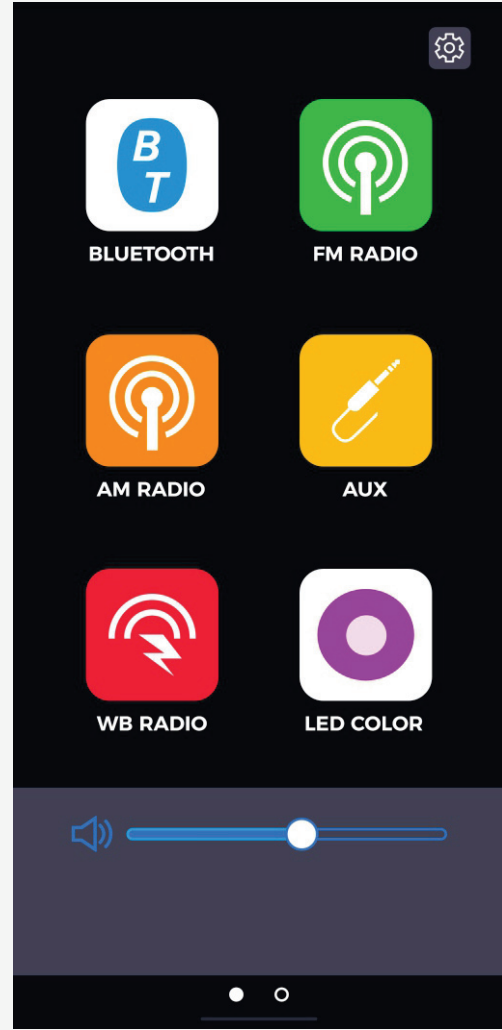 B
T
BLUETOOTH
FM RADIO
AM RADIO
AUX
WB RADIO
LED COLOR